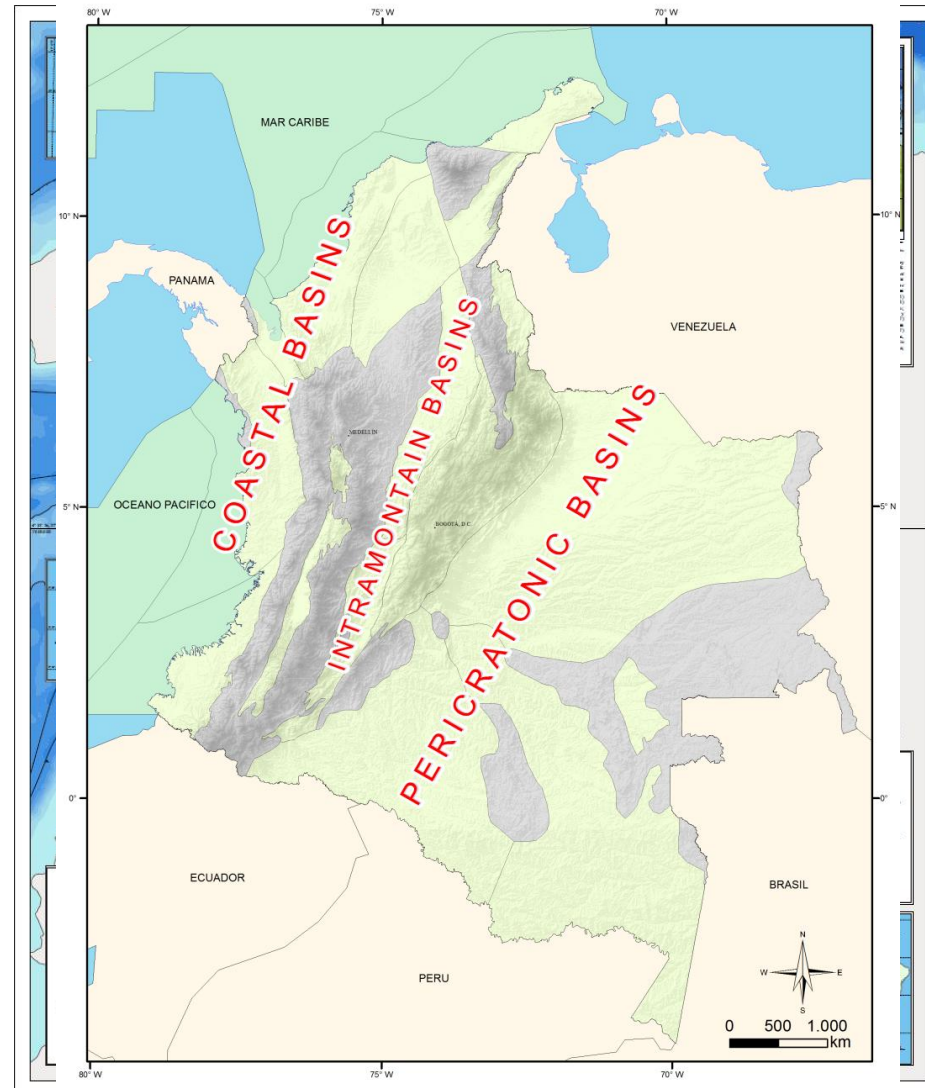 80° W
75° W
70° W
MAR CARIBE
10° N
10° N
PANAMA
VENEZUELA
COASTAL BASINS
INTRAMONTAIN BASINS
PERICRATONIC BASINS
MEDELLIN
OCEANO PACIFICO
5° N
5° N
BOGOTA, D.C.
0°
0°
ECUADOR
BRASIL
PERU
N
W
E
S
0 500 1.000
km
80° W
75° W
70° W